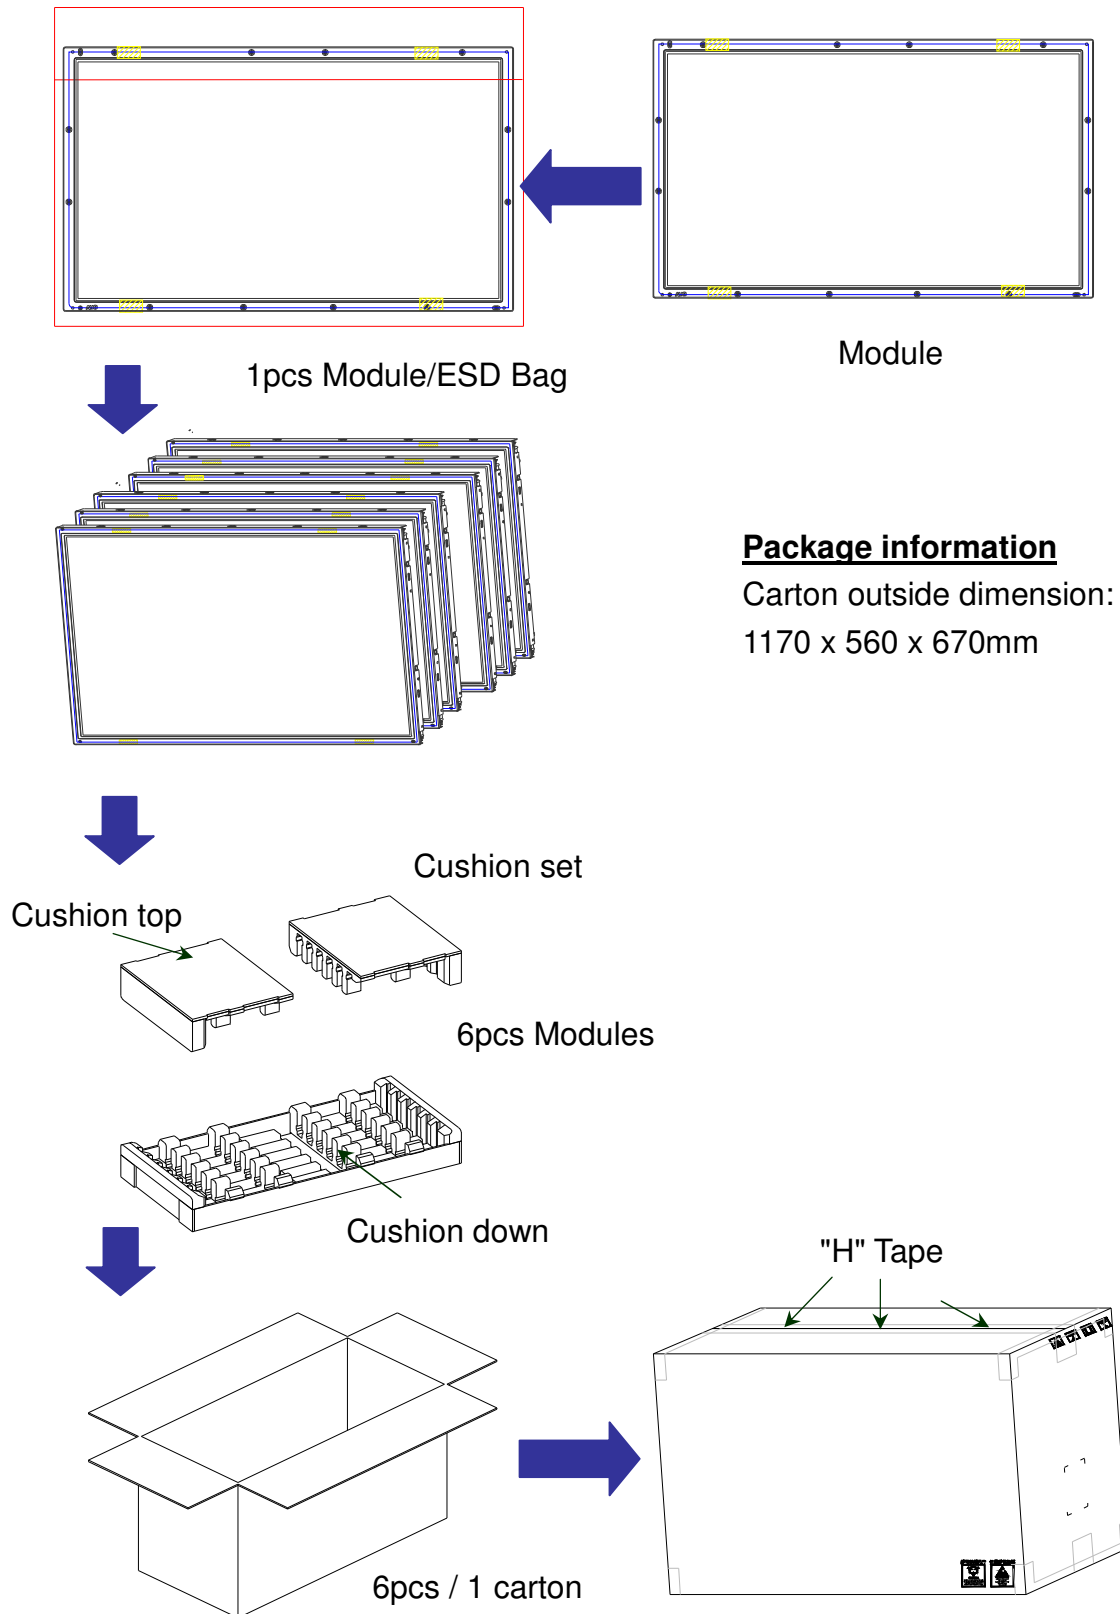 Module
1pcs Module/ESD Bag
Package information
Carton outside dimension:
1170 x 560 x 670mm
Cushion set
Cushion top
6pcs Modules
Cushion down
"H" Tape
6pcs / 1 carton